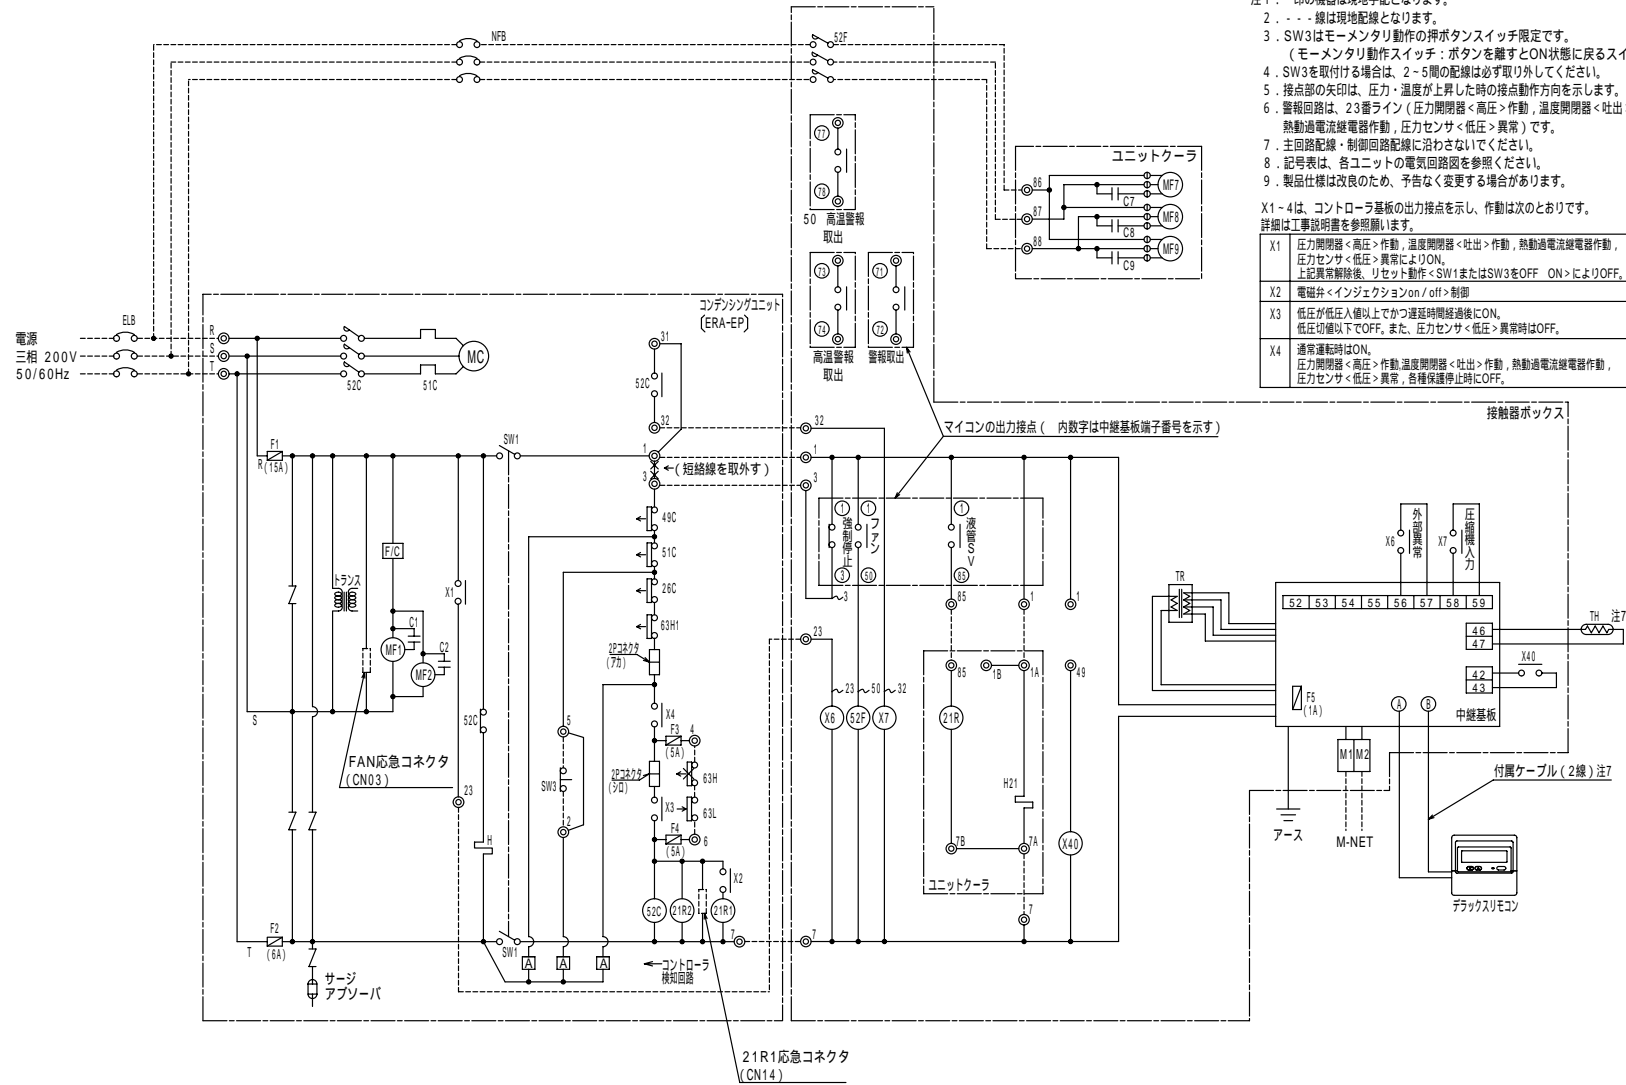 ２．- - - 線は現地配線となります。
３．SW3はモーメンタリ動作の押ボタンスイッチ限定です。
（モーメンタリ動作スイッチ：ボタンを離すとON状態に戻るスイ
４．SW3を取付ける場合は、2～5間の配線は必ず取り外してください。
５．接点部の矢印は、圧力・温度が上昇した時の接点動作方向を示します。
６．警報回路は、23番ライン（圧力開閉器<高圧>作動，温度開閉器<吐出
熱動過電流継電器作動，圧力センサ<低圧>異常）です。
７．主回路配線・制御回路配線に沿わさないでください。
８．記号表は、各ユニットの電気回路図を参照ください。
９．製品仕様は改良のため、予告なく変更する場合があります。
X1～4は、コントローラ基板の出力接点を示し、作動は次のとおりです。
詳細は工事説明書を参照願います。
X1 圧力開閉器<高圧>作動，温度開閉器<吐出>作動，熱動過電流継電器作動，
圧力センサ<低圧>異常によりON。
上記異常解除後、リセット動作<SW1またはSW3をOFF ON>によりOFF。
X2 電磁弁<インジェクションon / off>制御
X3 低圧が低圧入値以上でかつ遅延時間経過後にON。
低圧切値以下でOFF。また、圧力センサ<低圧>異常時はOFF。
X4 通常運転時はON。
圧力開閉器<高圧>作動,温度開閉器<吐出>作動，熱動過電流継電器作動，
圧力センサ<低圧>異常，各種保護停止時にOFF。
NFB
52F
77
78
50 高温警報
取出
73
74
高温警報
取出
71
72
警報取出
ユニットクーラ
86
87
88
C7
C8
C9
MF7
MF8
MF9
電源
三相 200V
50/60Hz
ELB
R
S
T
52C
51C
MC
コンデンシングユニット
(ERA-EP)
31
52C
32
32
マイコンの出力接点（ 内数字は中継基板端子番号を示す）
接触器ボックス
F1
R
(15A)
SW1
1
3
←（短絡線を取外す）
1
3
49C
51C
26C
63H1
2Pコネクタ
(アカ)
1
強制停止
3
1
ファン
50
1
液管SV
85
3
85
1
1
23
トランス
F/C
C1
C2
MF1
MF2
X1
52C
S
FAN応急コネクタ
(CN03)
23
H
5
SW3
2
X4
F3
(5A)
4
2Pコネクタ
(シロ)
63H
X3
63L
F4
(5A)
6
X2
52C
21R2
21R1
7
7
F2
T
(6A)
SW1
A
A
A
←コントローラ
検知回路
サージ
アブソーバ
21R1応急コネクタ
(CN14)
23
50
32
X6
52F
X7
85
1B
1A
49
21R
H21
7B
7A
X40
ユニットクーラ
7
TR
X6
外部異常
X7
圧縮機入力
52 53 54 55 56 57 58 59
46
47
TH
注7
42
43
X40
F5
(1A)
A
B
中継基板
M1 M2
アース
M-NET
付属ケーブル（2線）注7
デラックスリモコン